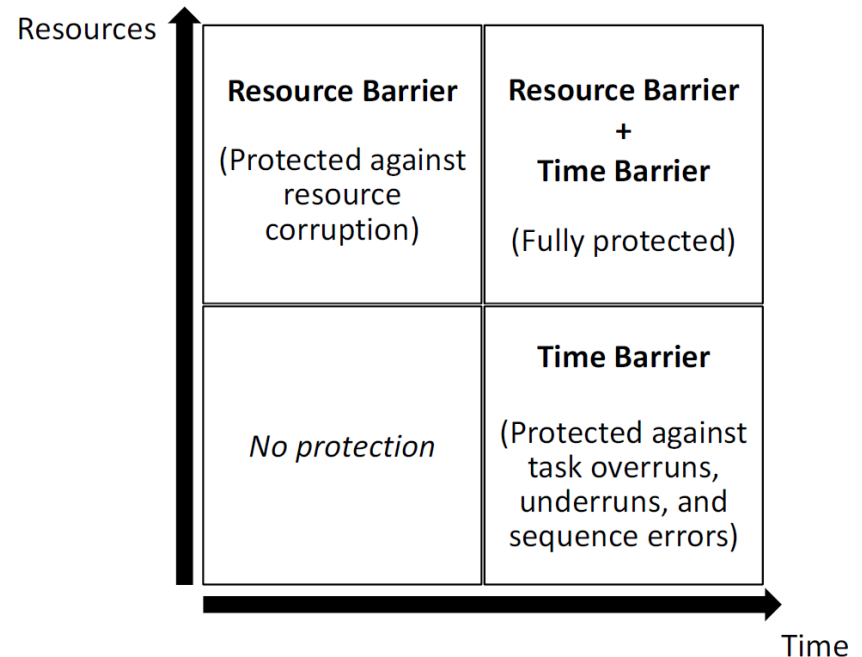 Resources
Resource Barrier
(Protected against
resource
corruption)
Resource Barrier
+
Time Barrier
(Fully protected)
No protection
Time Barrier
(Protected against
task overruns,
underruns, and
sequence errors)
Time